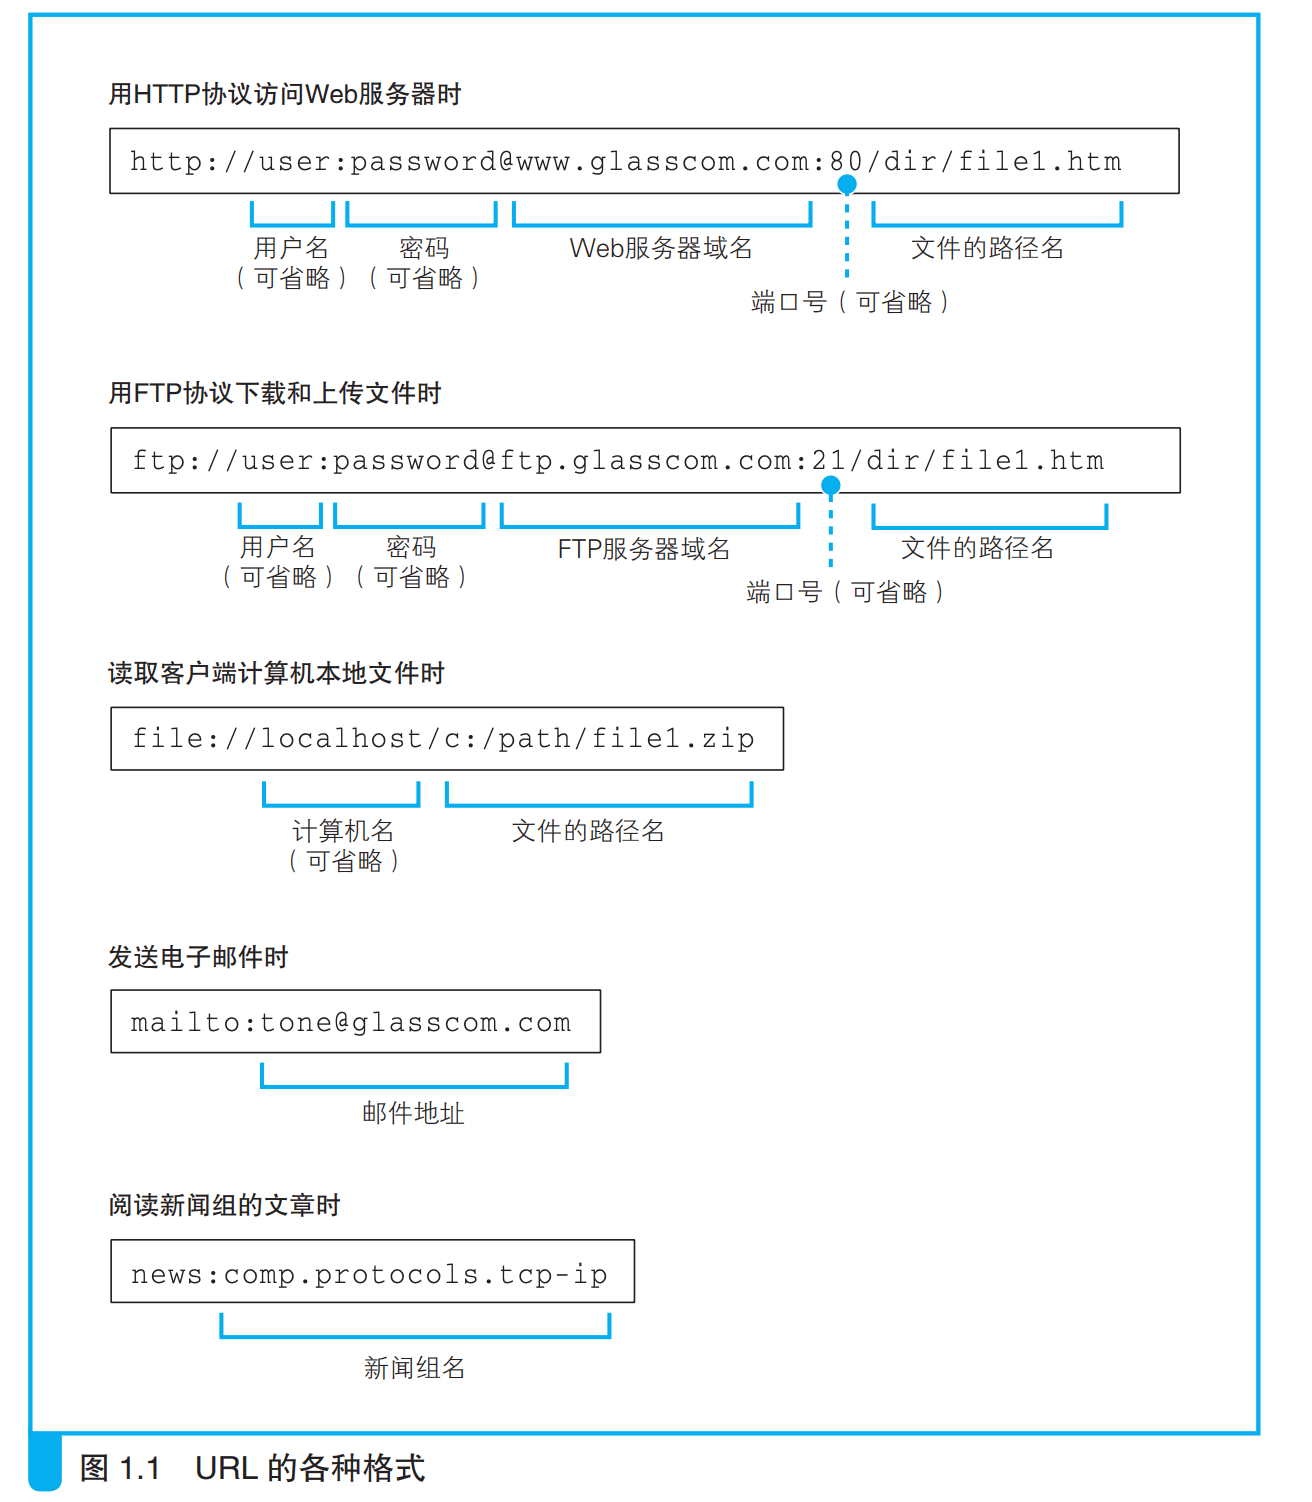 用HTTP协议访问Web服务器时
http://user:password@www.glasscom.com:80/dir/file1.htm
用户名 密码 Web服务器域名 文件的路径名
（可省略）（可省略）
端口号（可省略）
用FTP协议下载和上传文件时
ftp://user:password@ftp.glasscom.com:21/dir/file1.htm
用户名 密码 FTP服务器域名 文件的路径名
（可省略）（可省略）
端口号（可省略）
读取客户端计算机本地文件时
file://localhost/c:/path/file1.zip
计算机名 文件的路径名
（可省略）
发送电子邮件时
mailto:tone@glasscom.com
邮件地址
阅读新闻组的文章时
news:comp.protocols.tcp-ip
新闻组名
图 1.1 URL 的各种格式